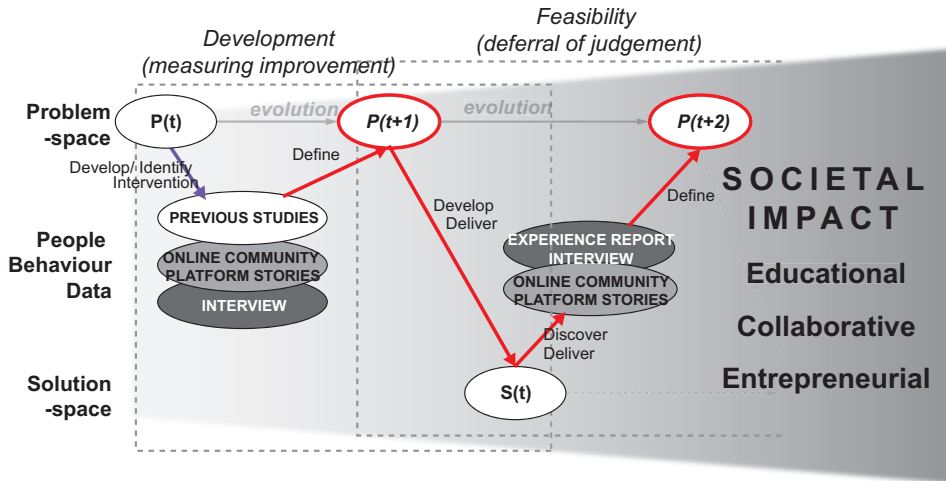 Feasibility
(deferral of judgement)
Development
(measuring improvement)
Problem
-space
P(t)
evolution
P(t+1)
evolution
P(t+2)
Develop/ Identify
Intervention
Define
Develop
Deliver
Define
SOCIETAL
IMPACT
Educational
Collaborative
Entrepreneurial
People
Behaviour
Data
PREVIOUS STUDIES
ONLINE COMMUNITY
PLATFORM STORIES
INTERVIEW
EXPERIENCE REPORT
INTERVIEW
ONLINE COMMUNITY
PLATFORM STORIES
Discover
Deliver
Solution
-space
S(t)